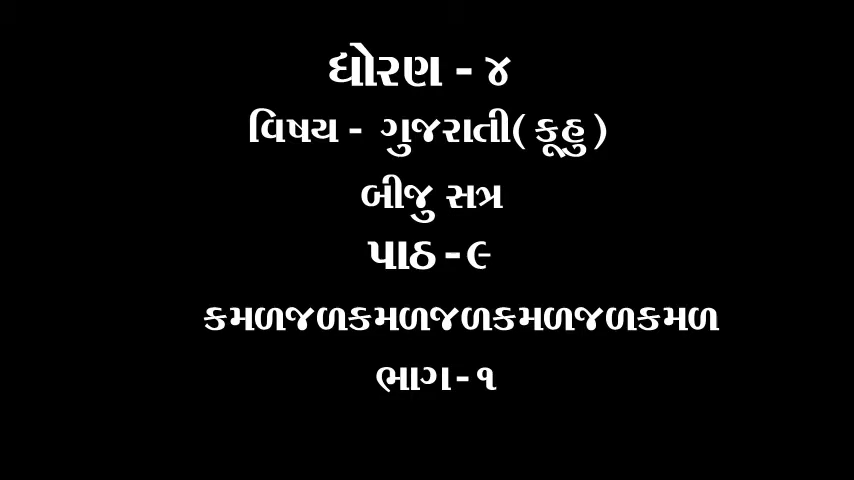 ધોરણ - ૪
વિષય - ગુજરાતી( કૂહુ )
બીજુ સત્ર
પાઠ - ૯
કમળજળકમળજળકમળજળકમળ
ભાગ - ૧